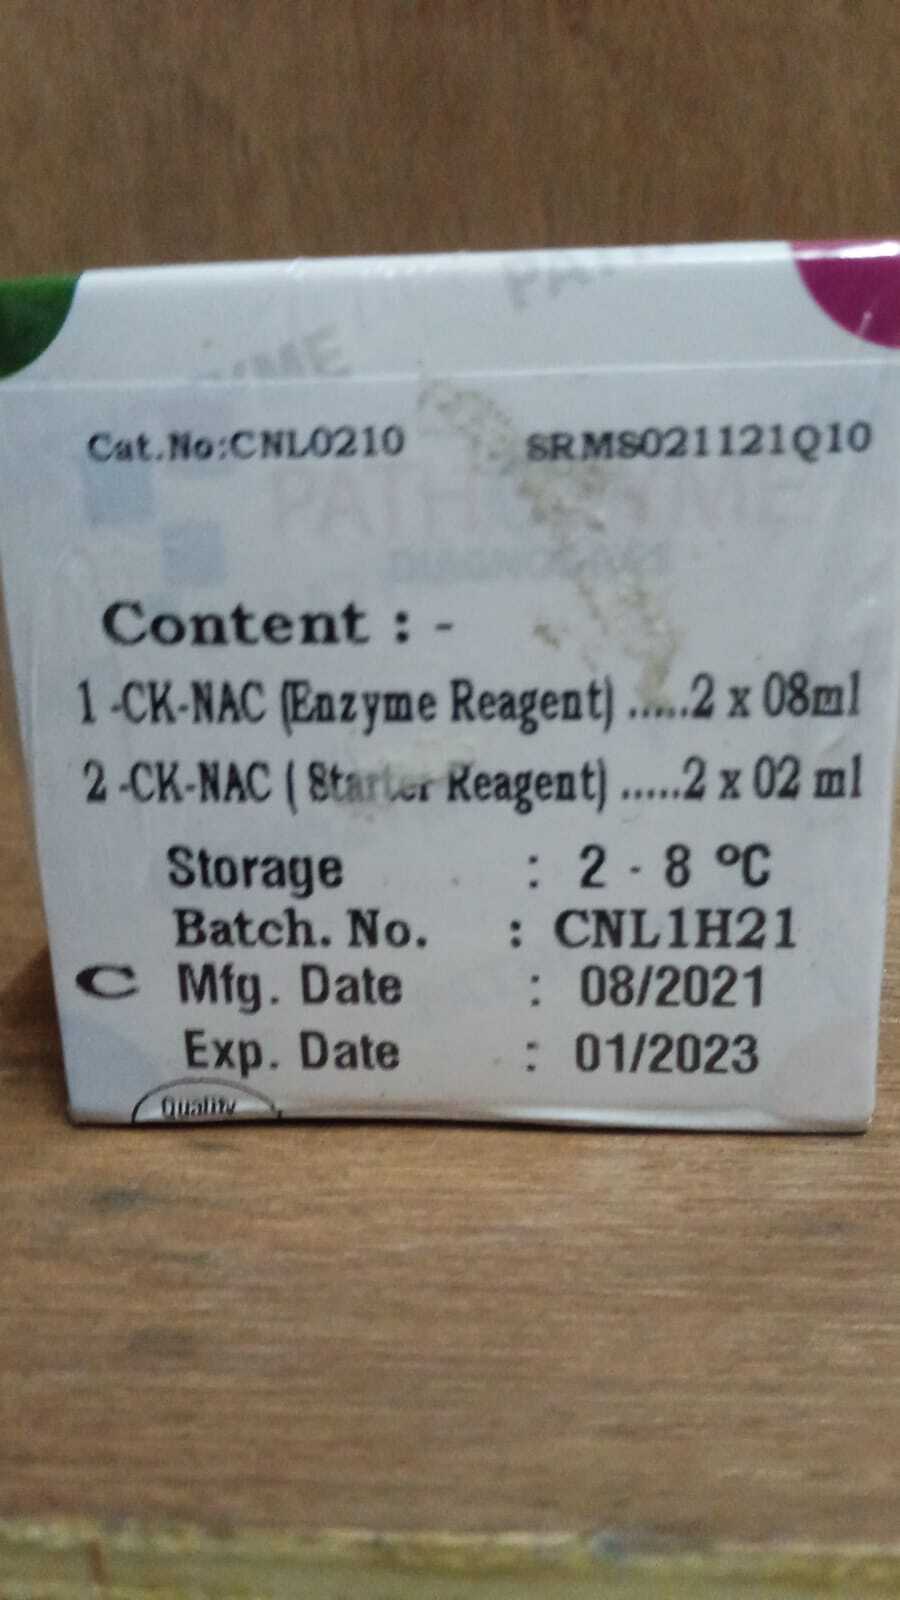 Cat.No:CNL0210 SRMS021121Q10
Content : -
1 -CK-NAC (Enzyme Reagent) .....2 x 08ml
2 -CK-NAC ( Starter Reagent) .....2 x 02 ml
Storage : 2 - 8 ºC
Batch. No. : CNL1H21
C Mfg. Date : 08/2021
Exp. Date : 01/2023
Quality